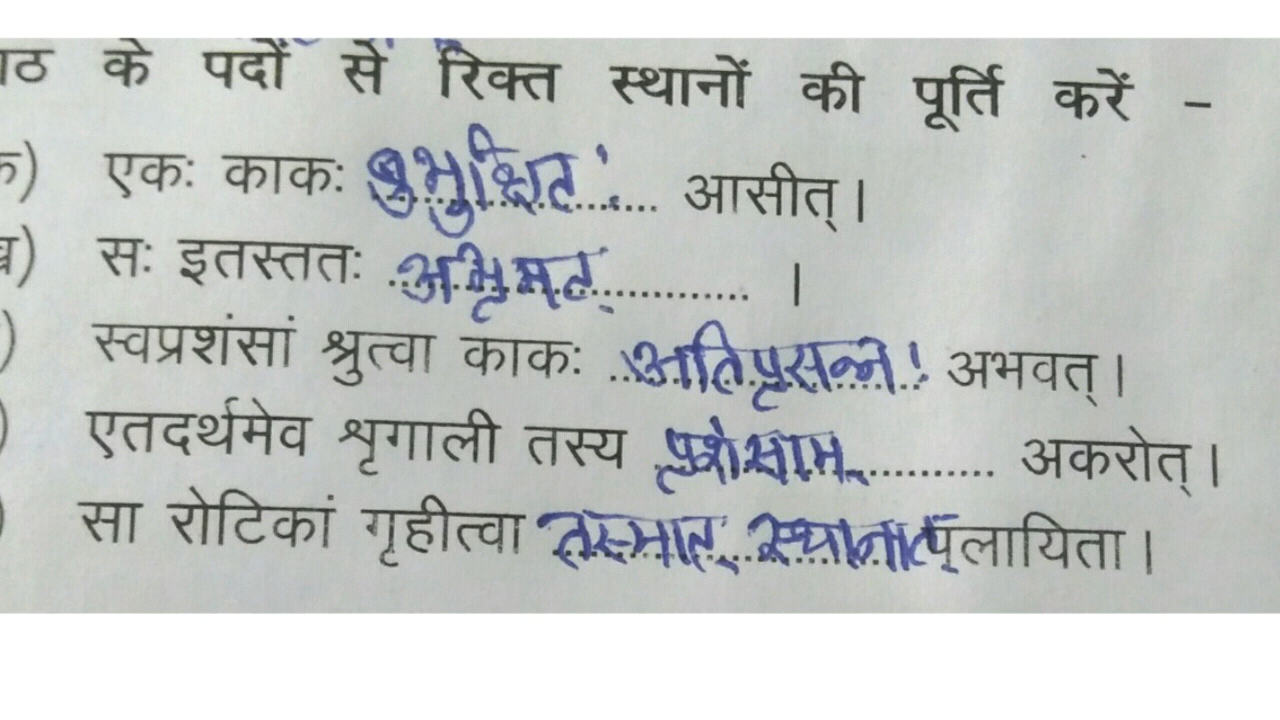 ाठ के पदों से रिक्त स्थानों की पूर्ति करें -
क) एकः काकः बुभुक्षितः आसीत्।
ख) सः इतस्ततः अभ्रमत् ।
) स्वप्रशंसां श्रुत्वा काकः अतिप्रसन्नः अभवत्।
) एतदर्थमेव शृगाली तस्य प्रशंसाम् अकरोत्।
) सा रोटिकां गृहीत्वा तस्मात् स्थानात् पलायिता।